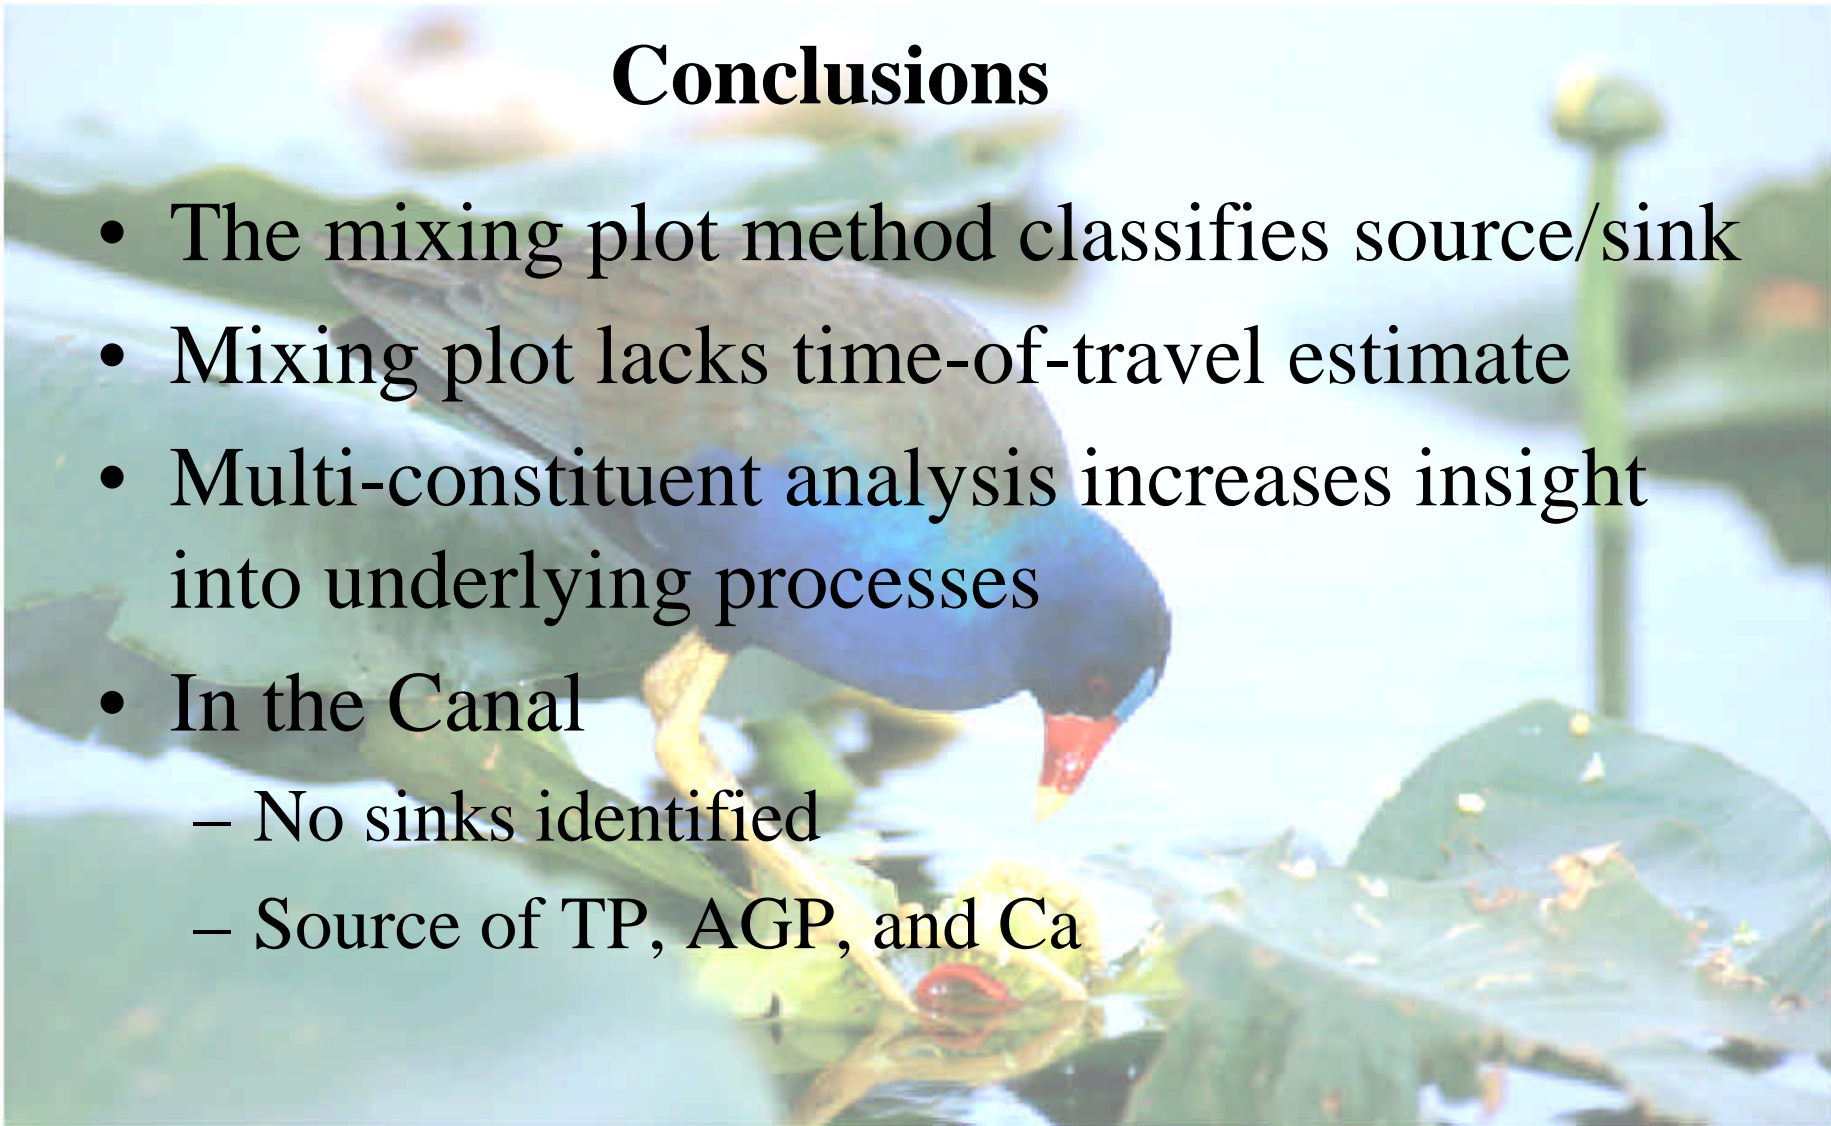 Conclusions
• The mixing plot method classifies source/sink
• Mixing plot lacks time-of-travel estimate
• Multi-constituent analysis increases insight
into underlying processes
• In the Canal
– No sinks identified
– Source of TP, AGP, and Ca